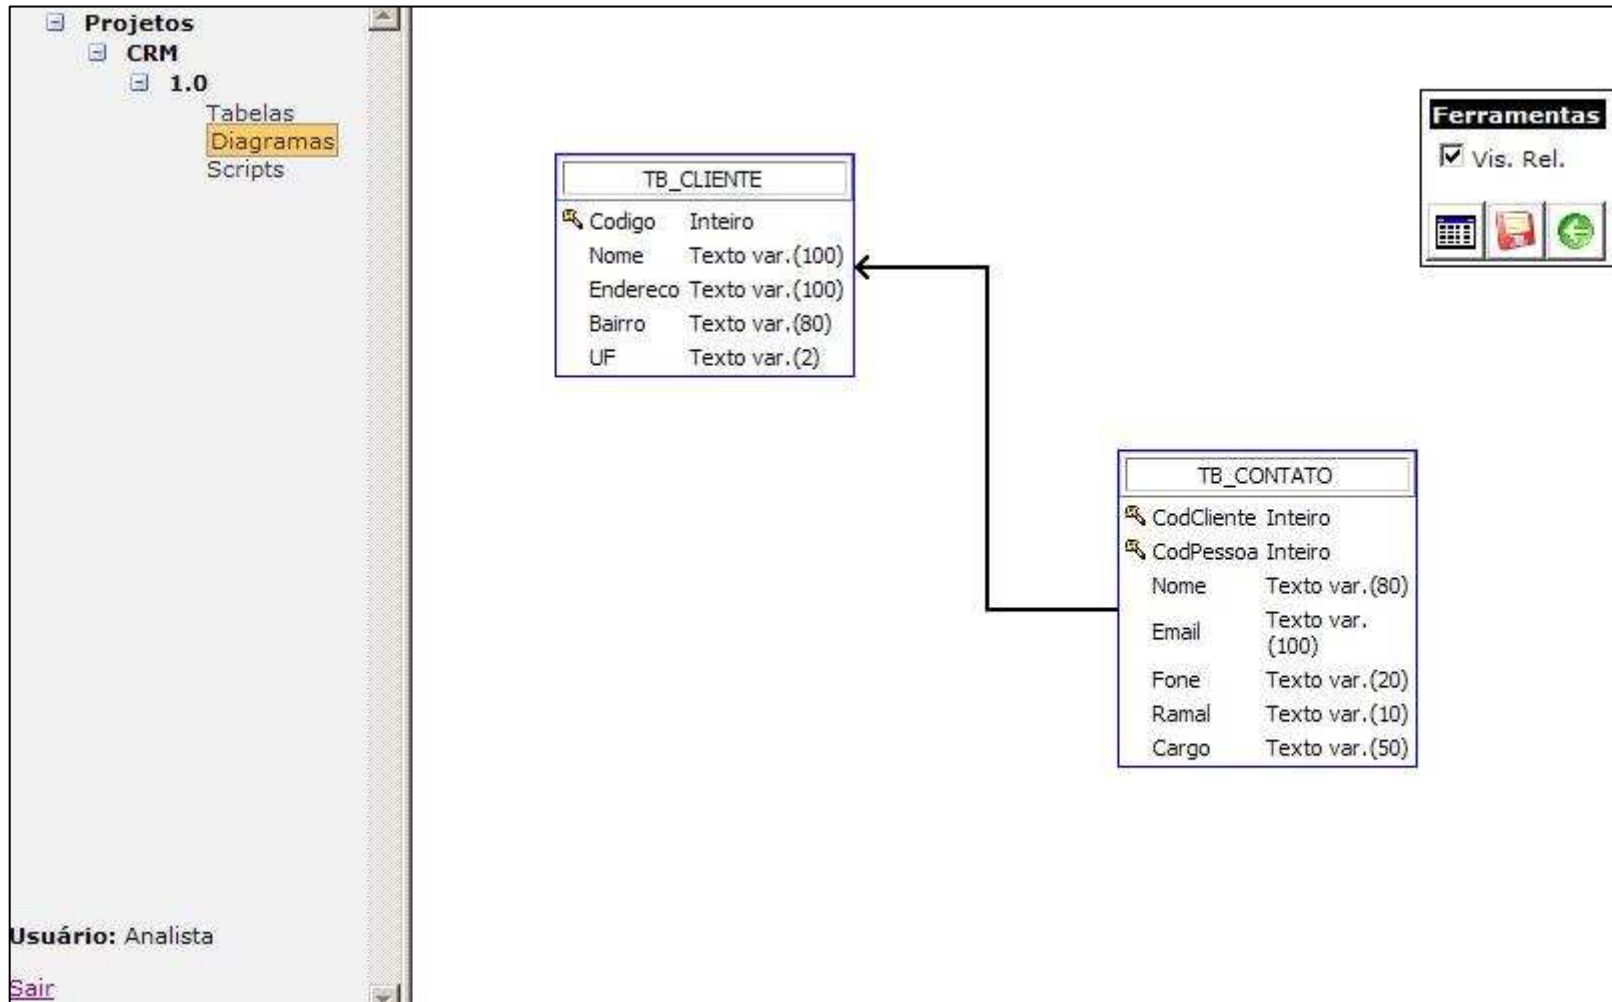 Projetos
CRM
1.0
Tabelas
Diagramas
Scripts
Usuário: Analista
Sair
TB_CLIENTE
Codigo Inteiro
Nome Texto var.(100)
Endereco Texto var.(100)
Bairro Texto var.(80)
UF Texto var.(2)
TB_CONTATO
CodCliente Inteiro
CodPessoa Inteiro
Nome Texto var.(80)
Email Texto var.
(100)
Fone Texto var.(20)
Ramal Texto var.(10)
Cargo Texto var.(50)
Ferramentas
Vis. Rel.